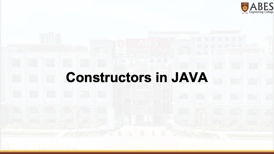 ABES
Engineering College
Constructors in JAVA